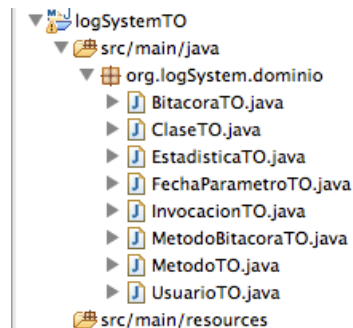 logSystemTO
src/main/java
org.logSystem.dominio
BitacoraTO.java
ClaseTO.java
EstadisticaTO.java
FechaParametroTO.java
InvocacionTO.java
MetodoBitacoraTO.java
MetodoTO.java
UsuarioTO.java
src/main/resources